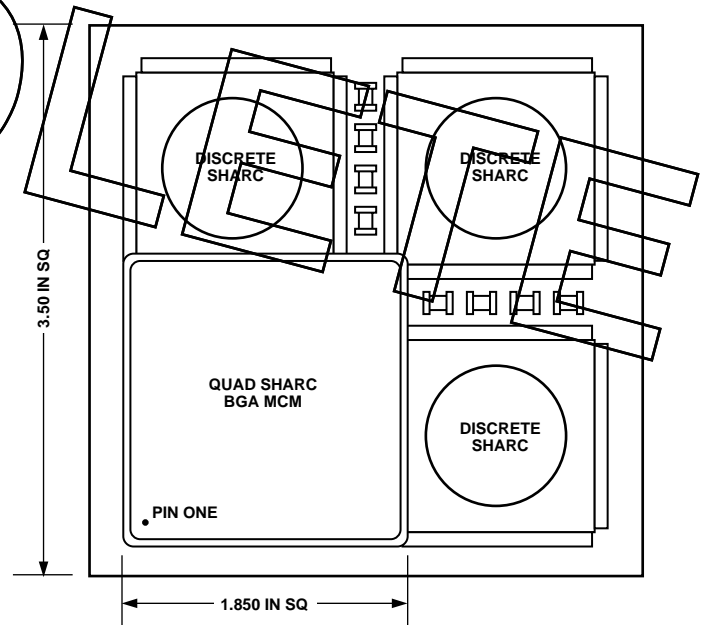 DISCRETE
SHARC
DISCRETE
SHARC
3.50 IN SQ
QUAD SHARC
BGA MCM
DISCRETE
SHARC
PIN ONE
1.850 IN SQ
LETE